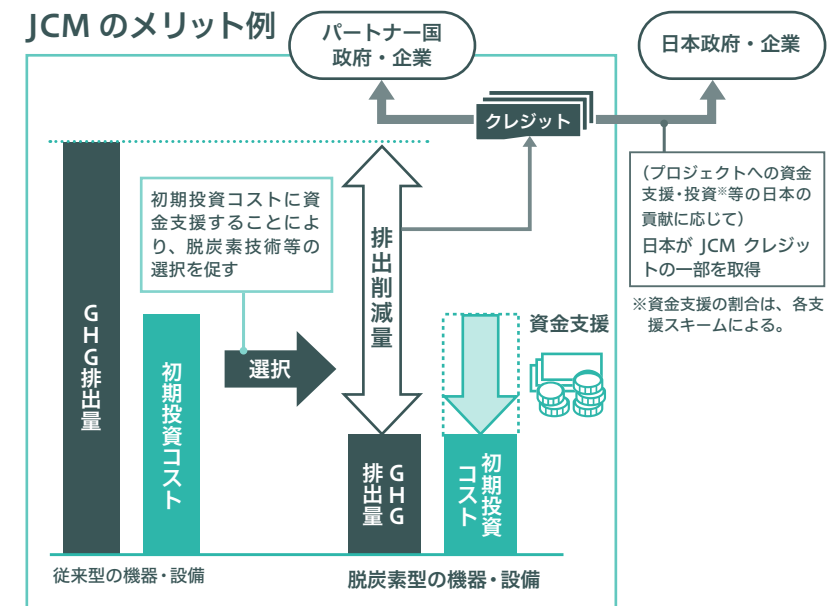 JCM のメリット例
パートナー国
政府・企業
日本政府・企業
クレジット
（プロジェクトへの資金
支援・投資※等の日本の
貢献に応じて）
日本が JCM クレジッ
トの一部を取得
※資金支援の割合は、各支
援スキームによる。
初期投資コストに資
金支援することによ
り、脱炭素技術等の
選択を促す
排出削減量
資金支援
選択
GHG排出量
初期投資コスト
GHG
排出量
初期投資
コスト
従来型の機器・設備
脱炭素型の機器・設備